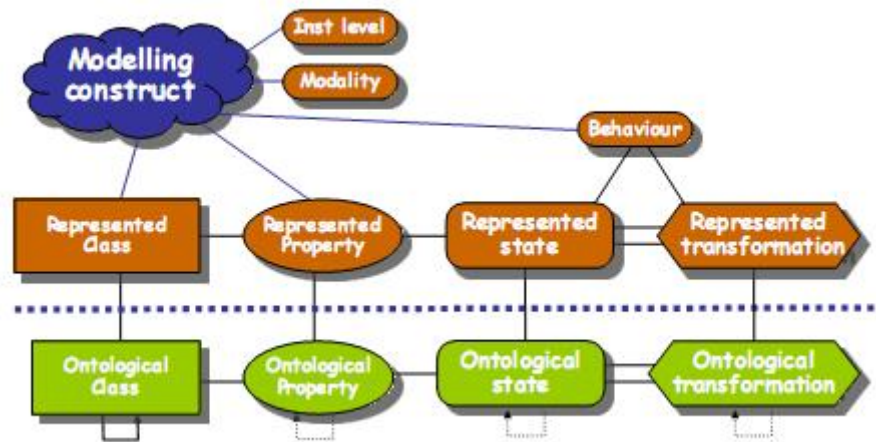 Inst level
Modelling
construct
Modality
Behaviour
Represented
Class
Represented
Property
Represented
state
Represented
transformation
Ontological
Class
Ontological
Property
Ontological
state
Ontological
transformation